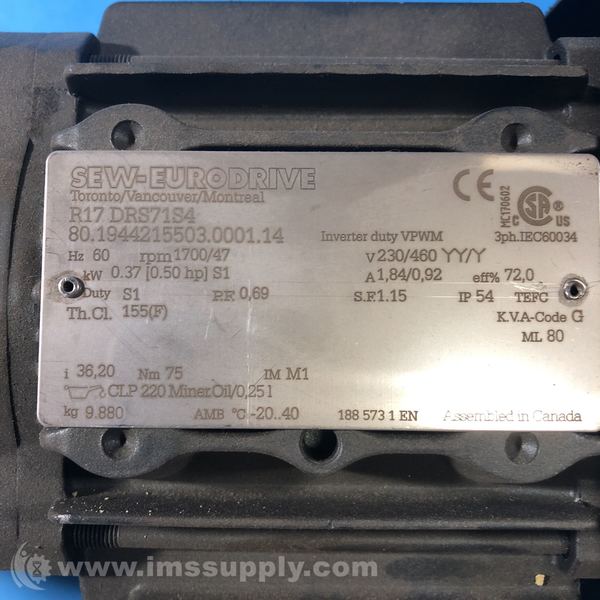 SEW-EURODRIVE
Toronto/Vancouver/Montreal
R17 DRS71S4
80.1944215503.0001.14 Inverter duty VPWM 3ph.IEC60034
Hz 60 rpm 1700/47 V 230/460 YY/Y
kW 0.37 [0.50 hp] S1 A 1,84/0,92 eff% 72,0
Duty S1 P.F. 0,69 S.F.1.15 IP 54 TEFC
Th.Cl. 155(F) K.V.A-Code G
ML 80
i 36,20 Nm 75 IM M1
CLP 220 Miner.Oil/0,25 l
kg 9.880 AMB °C -20..40 188 573 1 EN Assembled in Canada
CE
MC170602
C US
www.imssupply.com